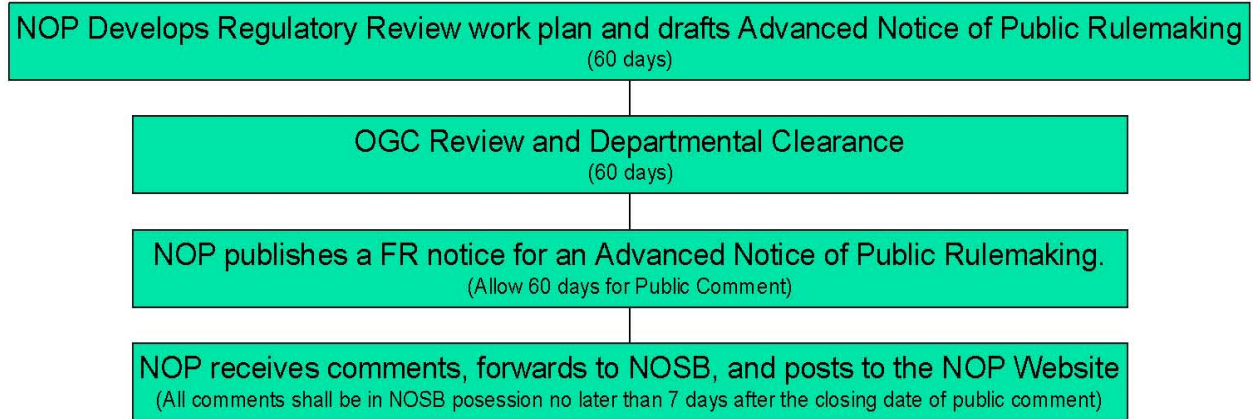 NOP Develops Regulatory Review work plan and drafts Advanced Notice of Public Rulemaking
(60 days)
OGC Review and Departmental Clearance
(60 days)
NOP publishes a FR notice for an Advanced Notice of Public Rulemaking.
(Allow 60 days for Public Comment)
NOP receives comments, forwards to NOSB, and posts to the NOP Website
(All comments shall be in NOSB posession no later than 7 days after the closing date of public comment)